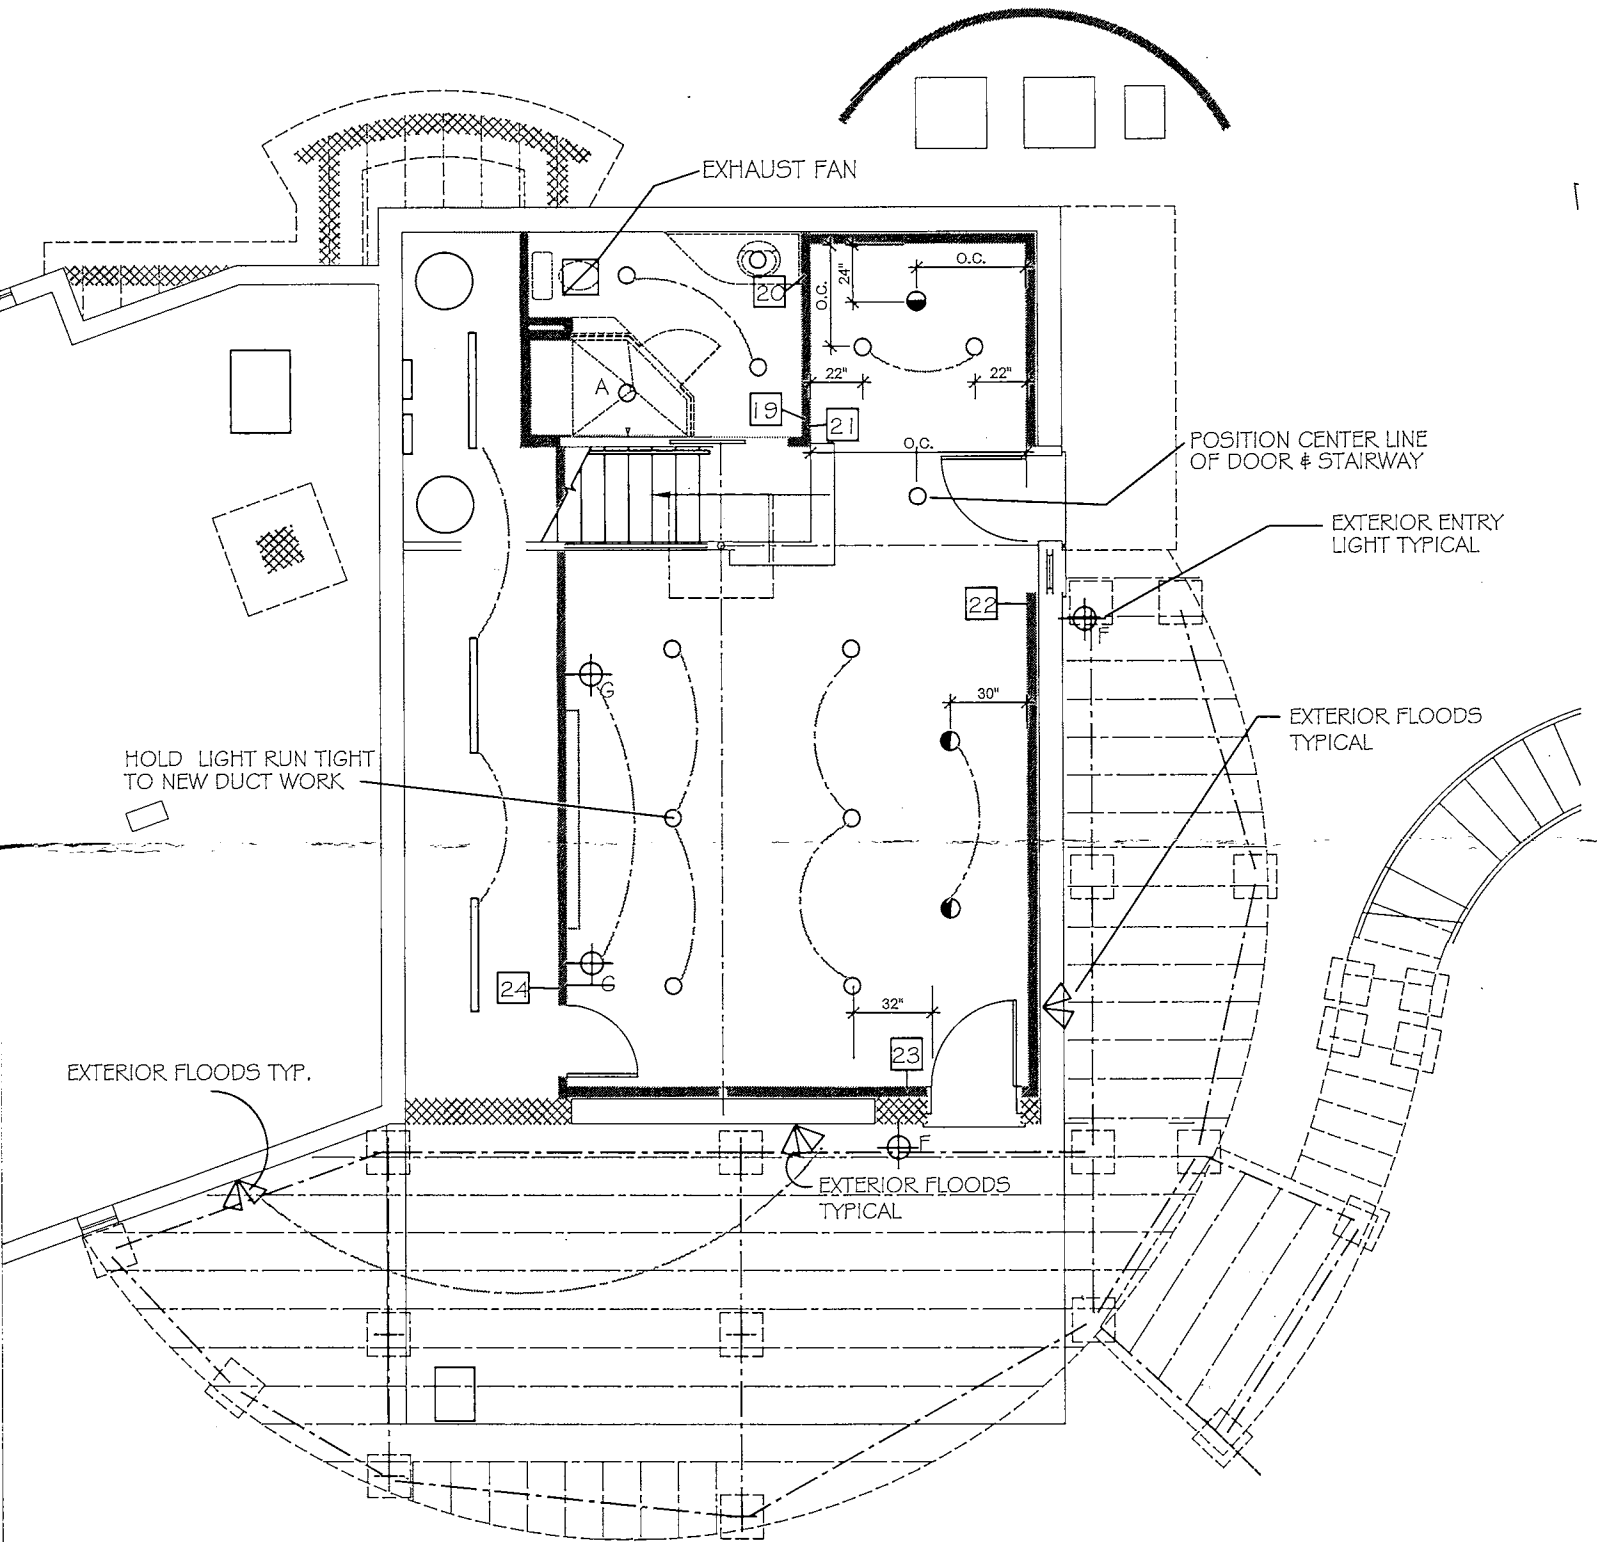 EXHAUST FAN
O.C.
24"
O.C.
20
22"
22"
A
19
21
O.C.
POSITION CENTER LINE
OF DOOR & STAIRWAY
EXTERIOR ENTRY
LIGHT TYPICAL
22
F
G
30"
EXTERIOR FLOODS
TYPICAL
HOLD LIGHT RUN TIGHT
TO NEW DUCT WORK
24
G
32"
23
EXTERIOR FLOODS TYP.
F
EXTERIOR FLOODS
TYPICAL